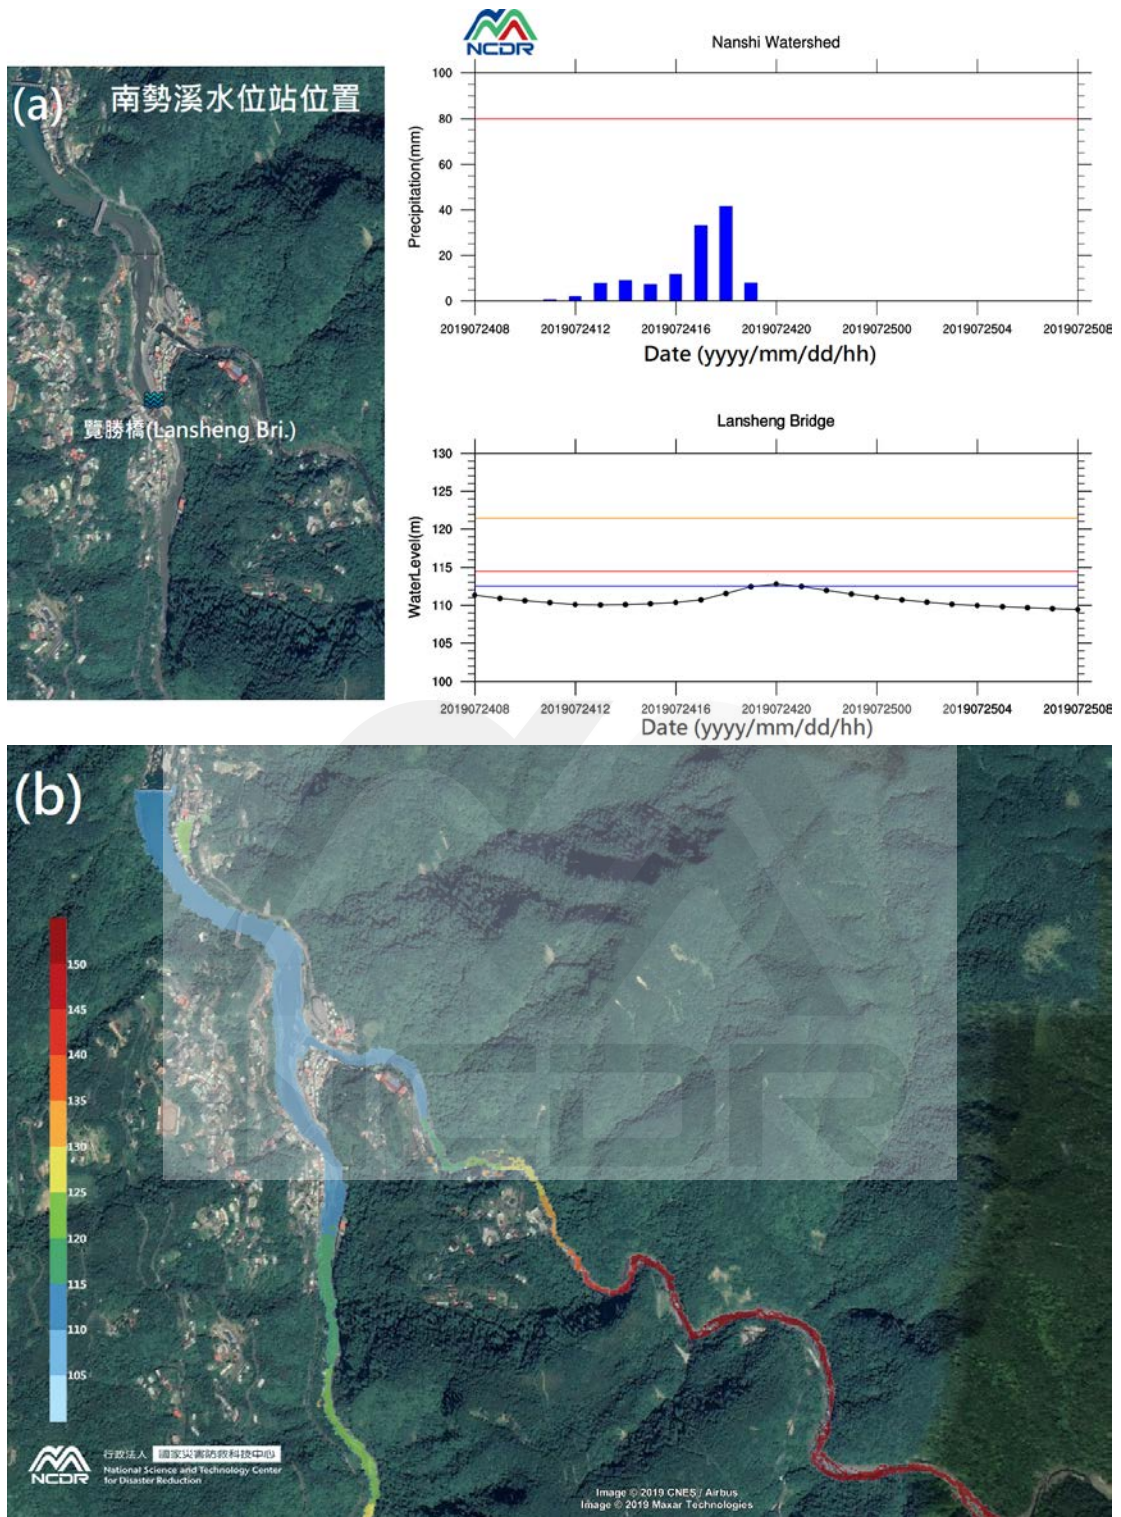 NCDR
Nanshi Watershed
(a)
南勢溪水位站位置
覽勝橋(Lansheng Bri.)
100
80
60
40
20
0
Precipitation(mm)
2019072408 2019072412 2019072416 2019072420 2019072500 2019072504 2019072508
Date (yyyy/mm/dd/hh)
Lansheng Bridge
130
125
120
115
110
105
100
WaterLevel(m)
2019072408 2019072412 2019072416 2019072420 2019072500 2019072504 2019072508
Date (yyyy/mm/dd/hh)
(b)
NCDR
150
145
140
135
130
125
120
115
110
105
NCDR
行政法人 國家災害防救科技中心
National Science and Technology Center
for Disaster Reduction
Image © 2019 CNES / Airbus
Image © 2019 Maxar Technologies